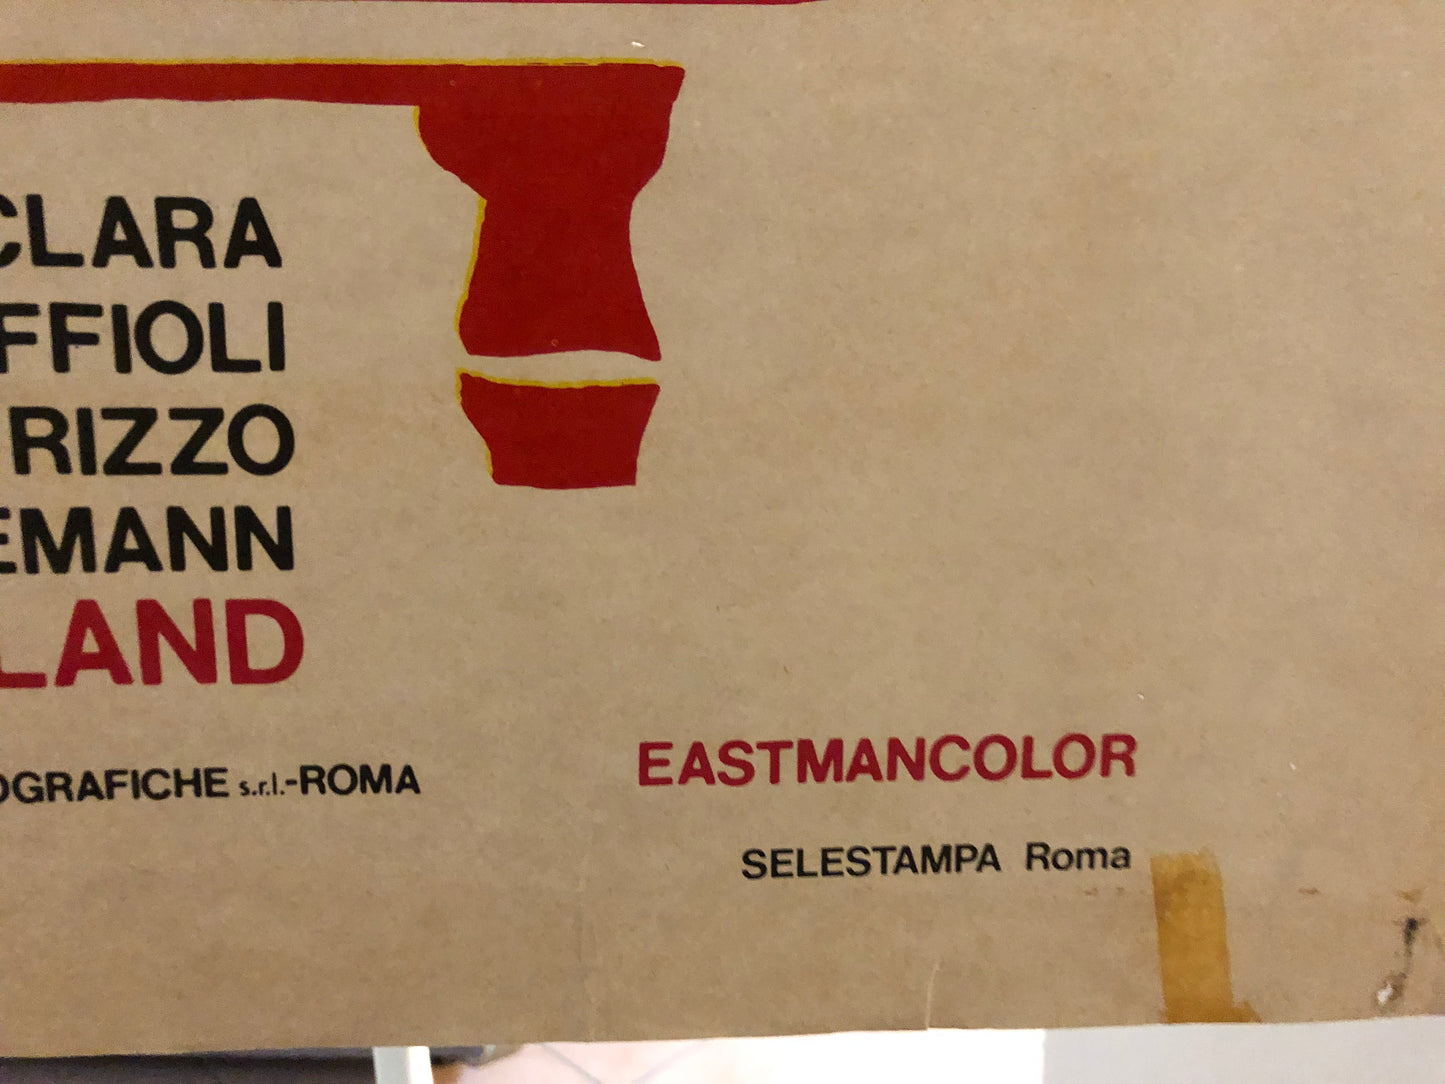 CLARA
FFIOLI
RIZZO
EMANN
LAND
OGRAFICHE s.r.l.-ROMA
EASTMANCOLOR
SELESTAMPA Roma